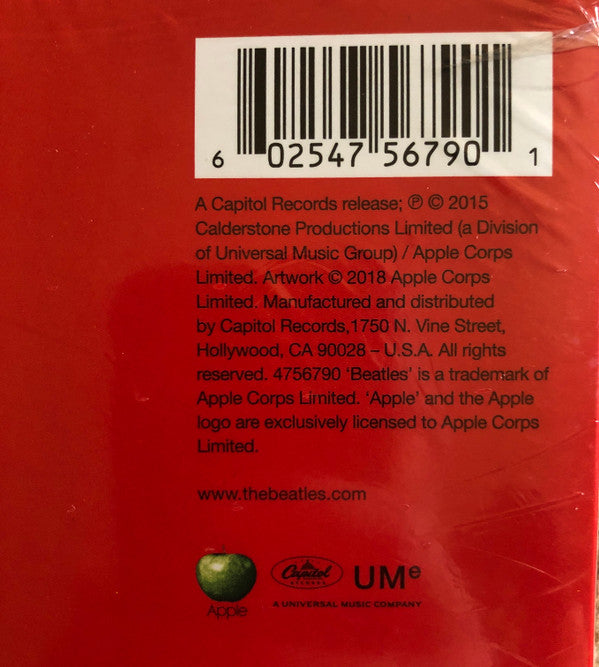 6 02547 56790 1
A Capitol Records release; ℗ © 2015
Calderstone Productions Limited (a Division
of Universal Music Group) / Apple Corps
Limited. Artwork © 2018 Apple Corps
Limited. Manufactured and distributed
by Capitol Records,1750 N. Vine Street,
Hollywood, CA 90028 – U.S.A. All rights
reserved. 4756790 ‘Beatles’ is a trademark of
Apple Corps Limited. ‘Apple’ and the Apple
logo are exclusively licensed to Apple Corps
Limited.
www.thebeatles.com
Apple
Capitol
RECORDS
UMe
A UNIVERSAL MUSIC COMPANY